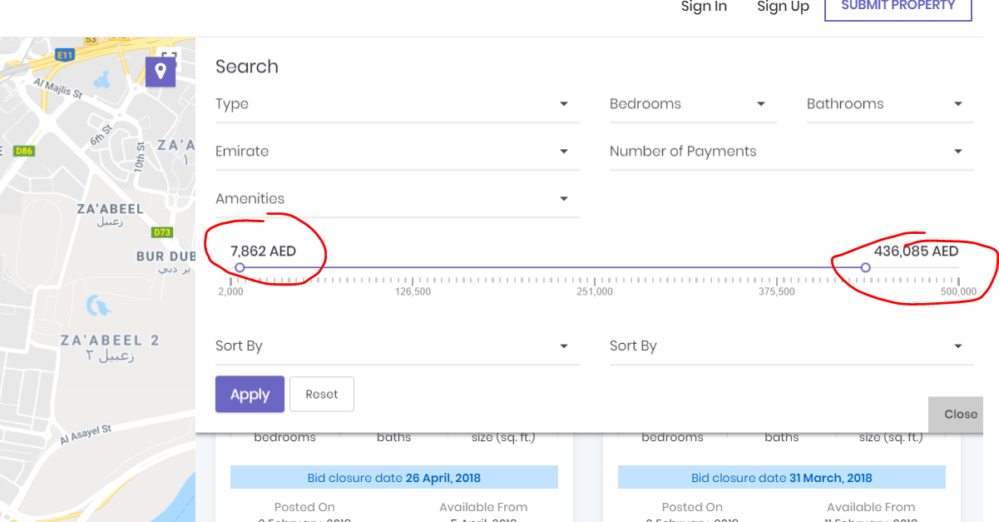 Sign In Sign Up SUBMIT PROPERTY
53
E11
Al Majlis St
6th St
10th St
D86
ZA'A
ZA'ABEEL
زعبيل
D73
BUR DUB
بر دبي
ZA'ABEEL 2
زعبيل ٢
Al Asayel St
Search
Type Bedrooms Bathrooms
Emirate Number of Payments
Amenities
7,862 AED 436,085 AED
2,000 126,500 251,000 375,500 500,000
Sort By Sort By
Apply Reset
Close
bedrooms baths size (sq. ft.) bedrooms baths size (sq. ft.)
Bid closure date 26 April, 2018 Bid closure date 31 March, 2018
Posted On Available From Posted On Available From